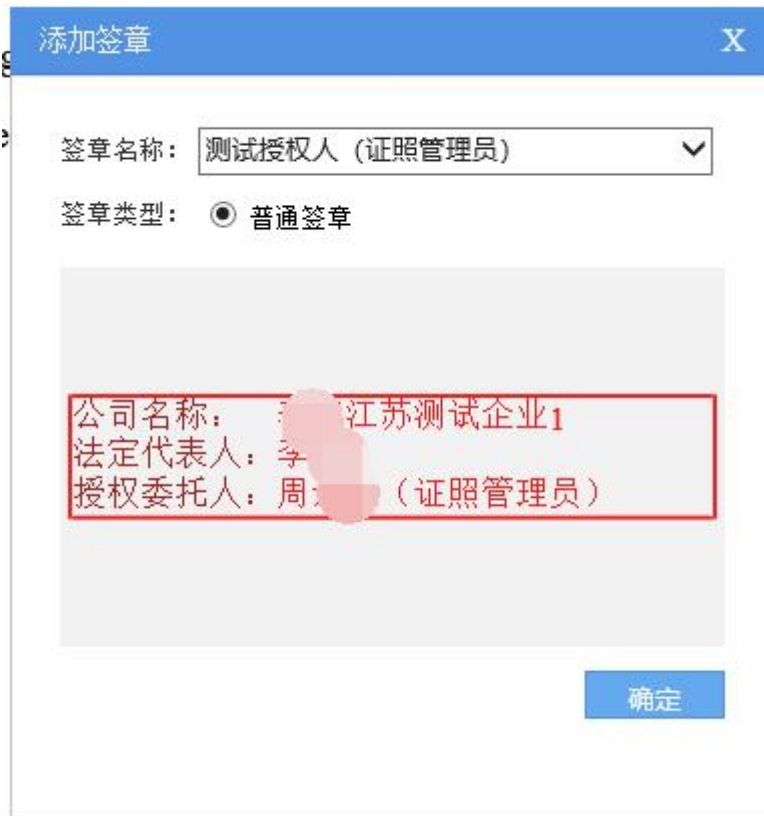 添加签章 X
签章名称： 测试授权人（证照管理员）
签章类型： 普通签章
公司名称： 江苏测试企业1
法定代表人：李
授权委托人：周 （证照管理员）
确定